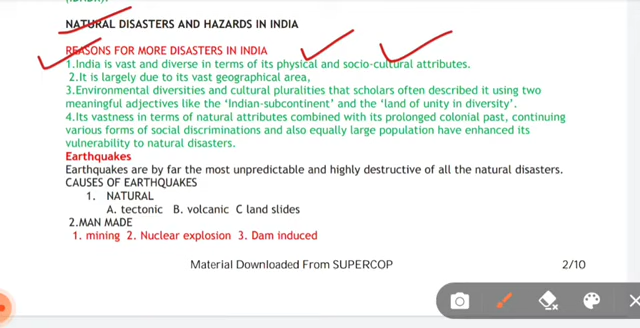 NATURAL DISASTERS AND HAZARDS IN INDIA
REASONS FOR MORE DISASTERS IN INDIA
1.India is vast and diverse in terms of its physical and socio-cultural attributes.
2.It is largely due to its vast geographical area,
3.Environmental diversities and cultural pluralities that scholars often described it using two
meaningful adjectives like the ‘Indian-subcontinent’ and the ‘land of unity in diversity’.
4.Its vastness in terms of natural attributes combined with its prolonged colonial past, continuing
various forms of social discriminations and also equally large population have enhanced its
vulnerability to natural disasters.
Earthquakes
Earthquakes are by far the most unpredictable and highly destructive of all the natural disasters.
CAUSES OF EARTHQUAKES
1. NATURAL
A. tectonic B. volcanic C land slides
2.MAN MADE
1. mining 2. Nuclear explosion 3. Dam induced
Material Downloaded From SUPERCOP
2/10